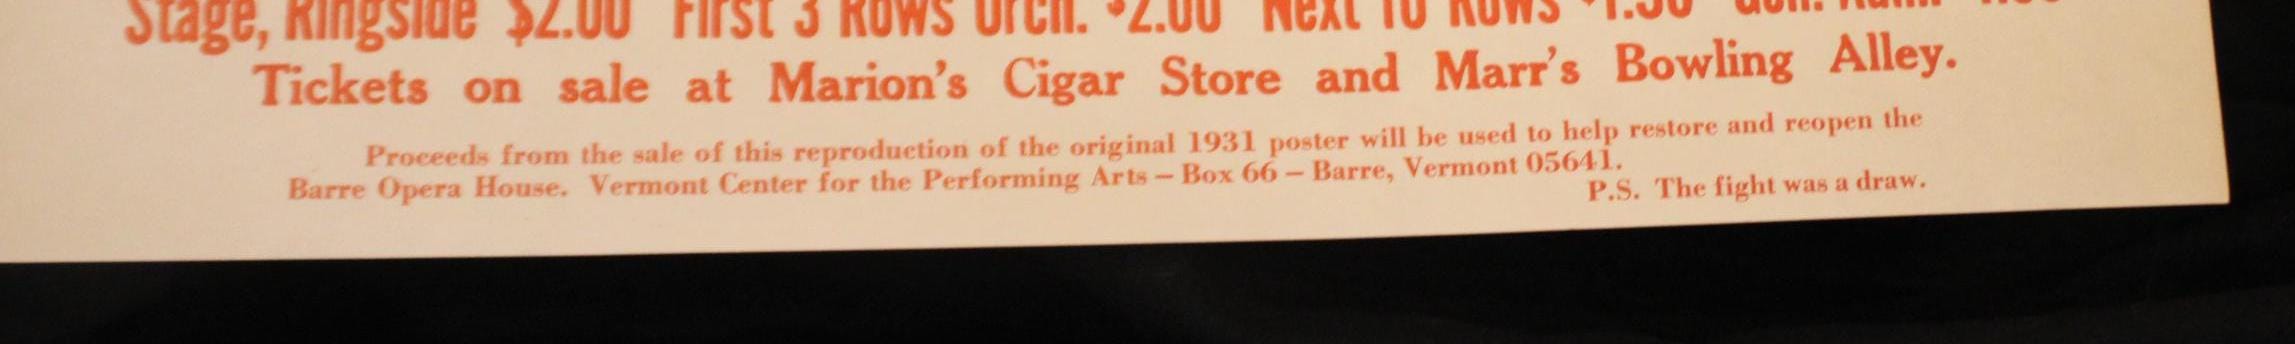 Stage, Ringside $2.00 First 3 Rows Orch. $2.00 Next 10 Rows $1.50
Tickets on sale at Marion's Cigar Store and Marr's Bowling Alley.
Proceeds from the sale of this reproduction of the original 1931 poster will be used to help restore and reopen the
Barre Opera House. Vermont Center for the Performing Arts – Box 66 – Barre, Vermont 05641.
P.S. The fight was a draw.